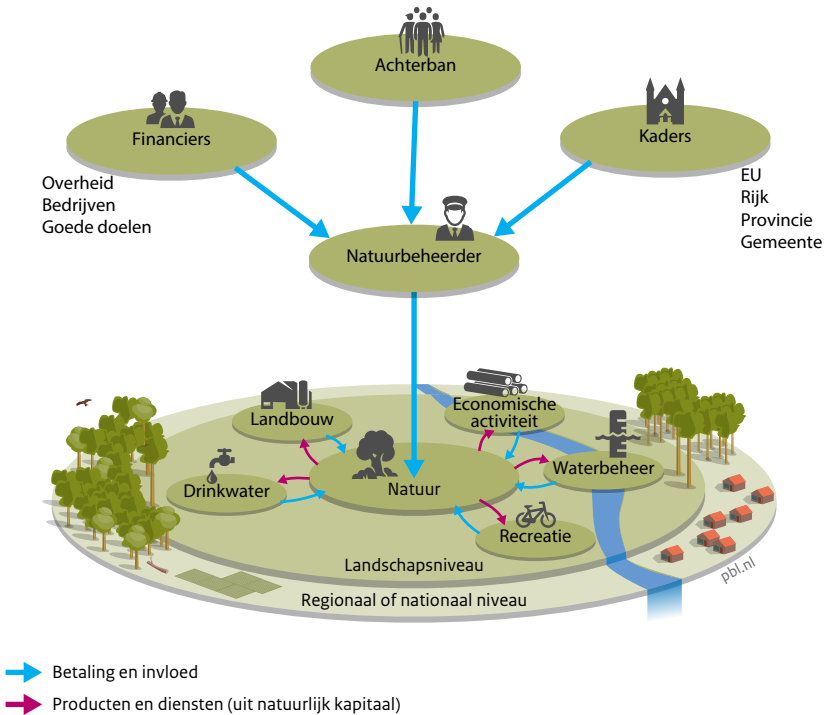 Achterban
Financiers
Kaders
Overheid
Bedrijven
Goede doelen
EU
Rijk
Provincie
Gemeente
Natuurbeheerder
Landbouw
Economische
activiteit
Drinkwater
Natuur
Waterbeheer
Recreatie
Landschapsniveau
Regionaal of nationaal niveau
pbl.nl
Betaling en invloed
Producten en diensten (uit natuurlijk kapitaal)